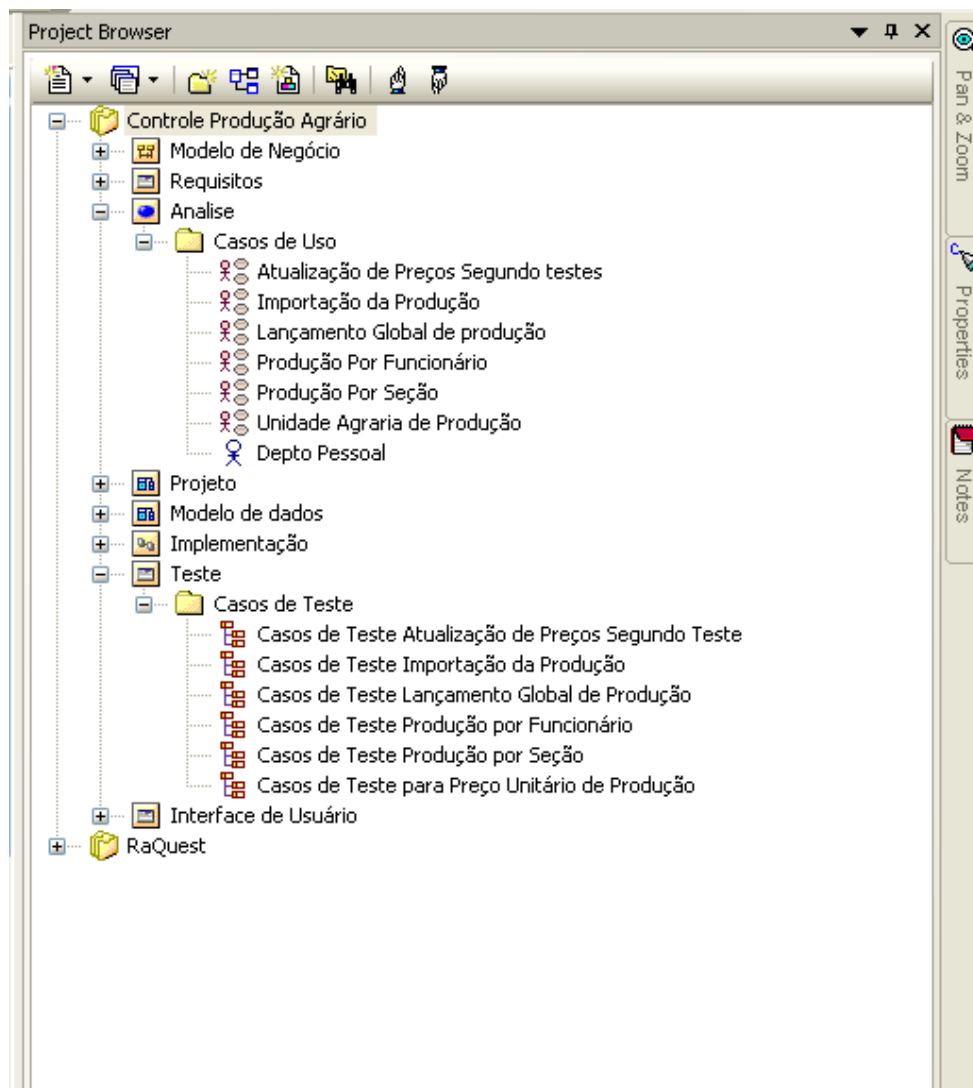 Project Browser
Controle Produção Agrário
Modelo de Negócio
Requisitos
Analise
Casos de Uso
Atualização de Preços Segundo testes
Importação da Produção
Lançamento Global de produção
Produção Por Funcionário
Produção Por Seção
Unidade Agraria de Produção
Depto Pessoal
Projeto
Modelo de dados
Implementação
Teste
Casos de Teste
Casos de Teste Atualização de Preços Segundo Teste
Casos de Teste Importação da Produção
Casos de Teste Lançamento Global de Produção
Casos de Teste Produção por Funcionário
Casos de Teste Produção por Seção
Casos de Teste para Preço Unitário de Produção
Interface de Usuário
RaQuest
Pan & Zoom
Properties
Notes